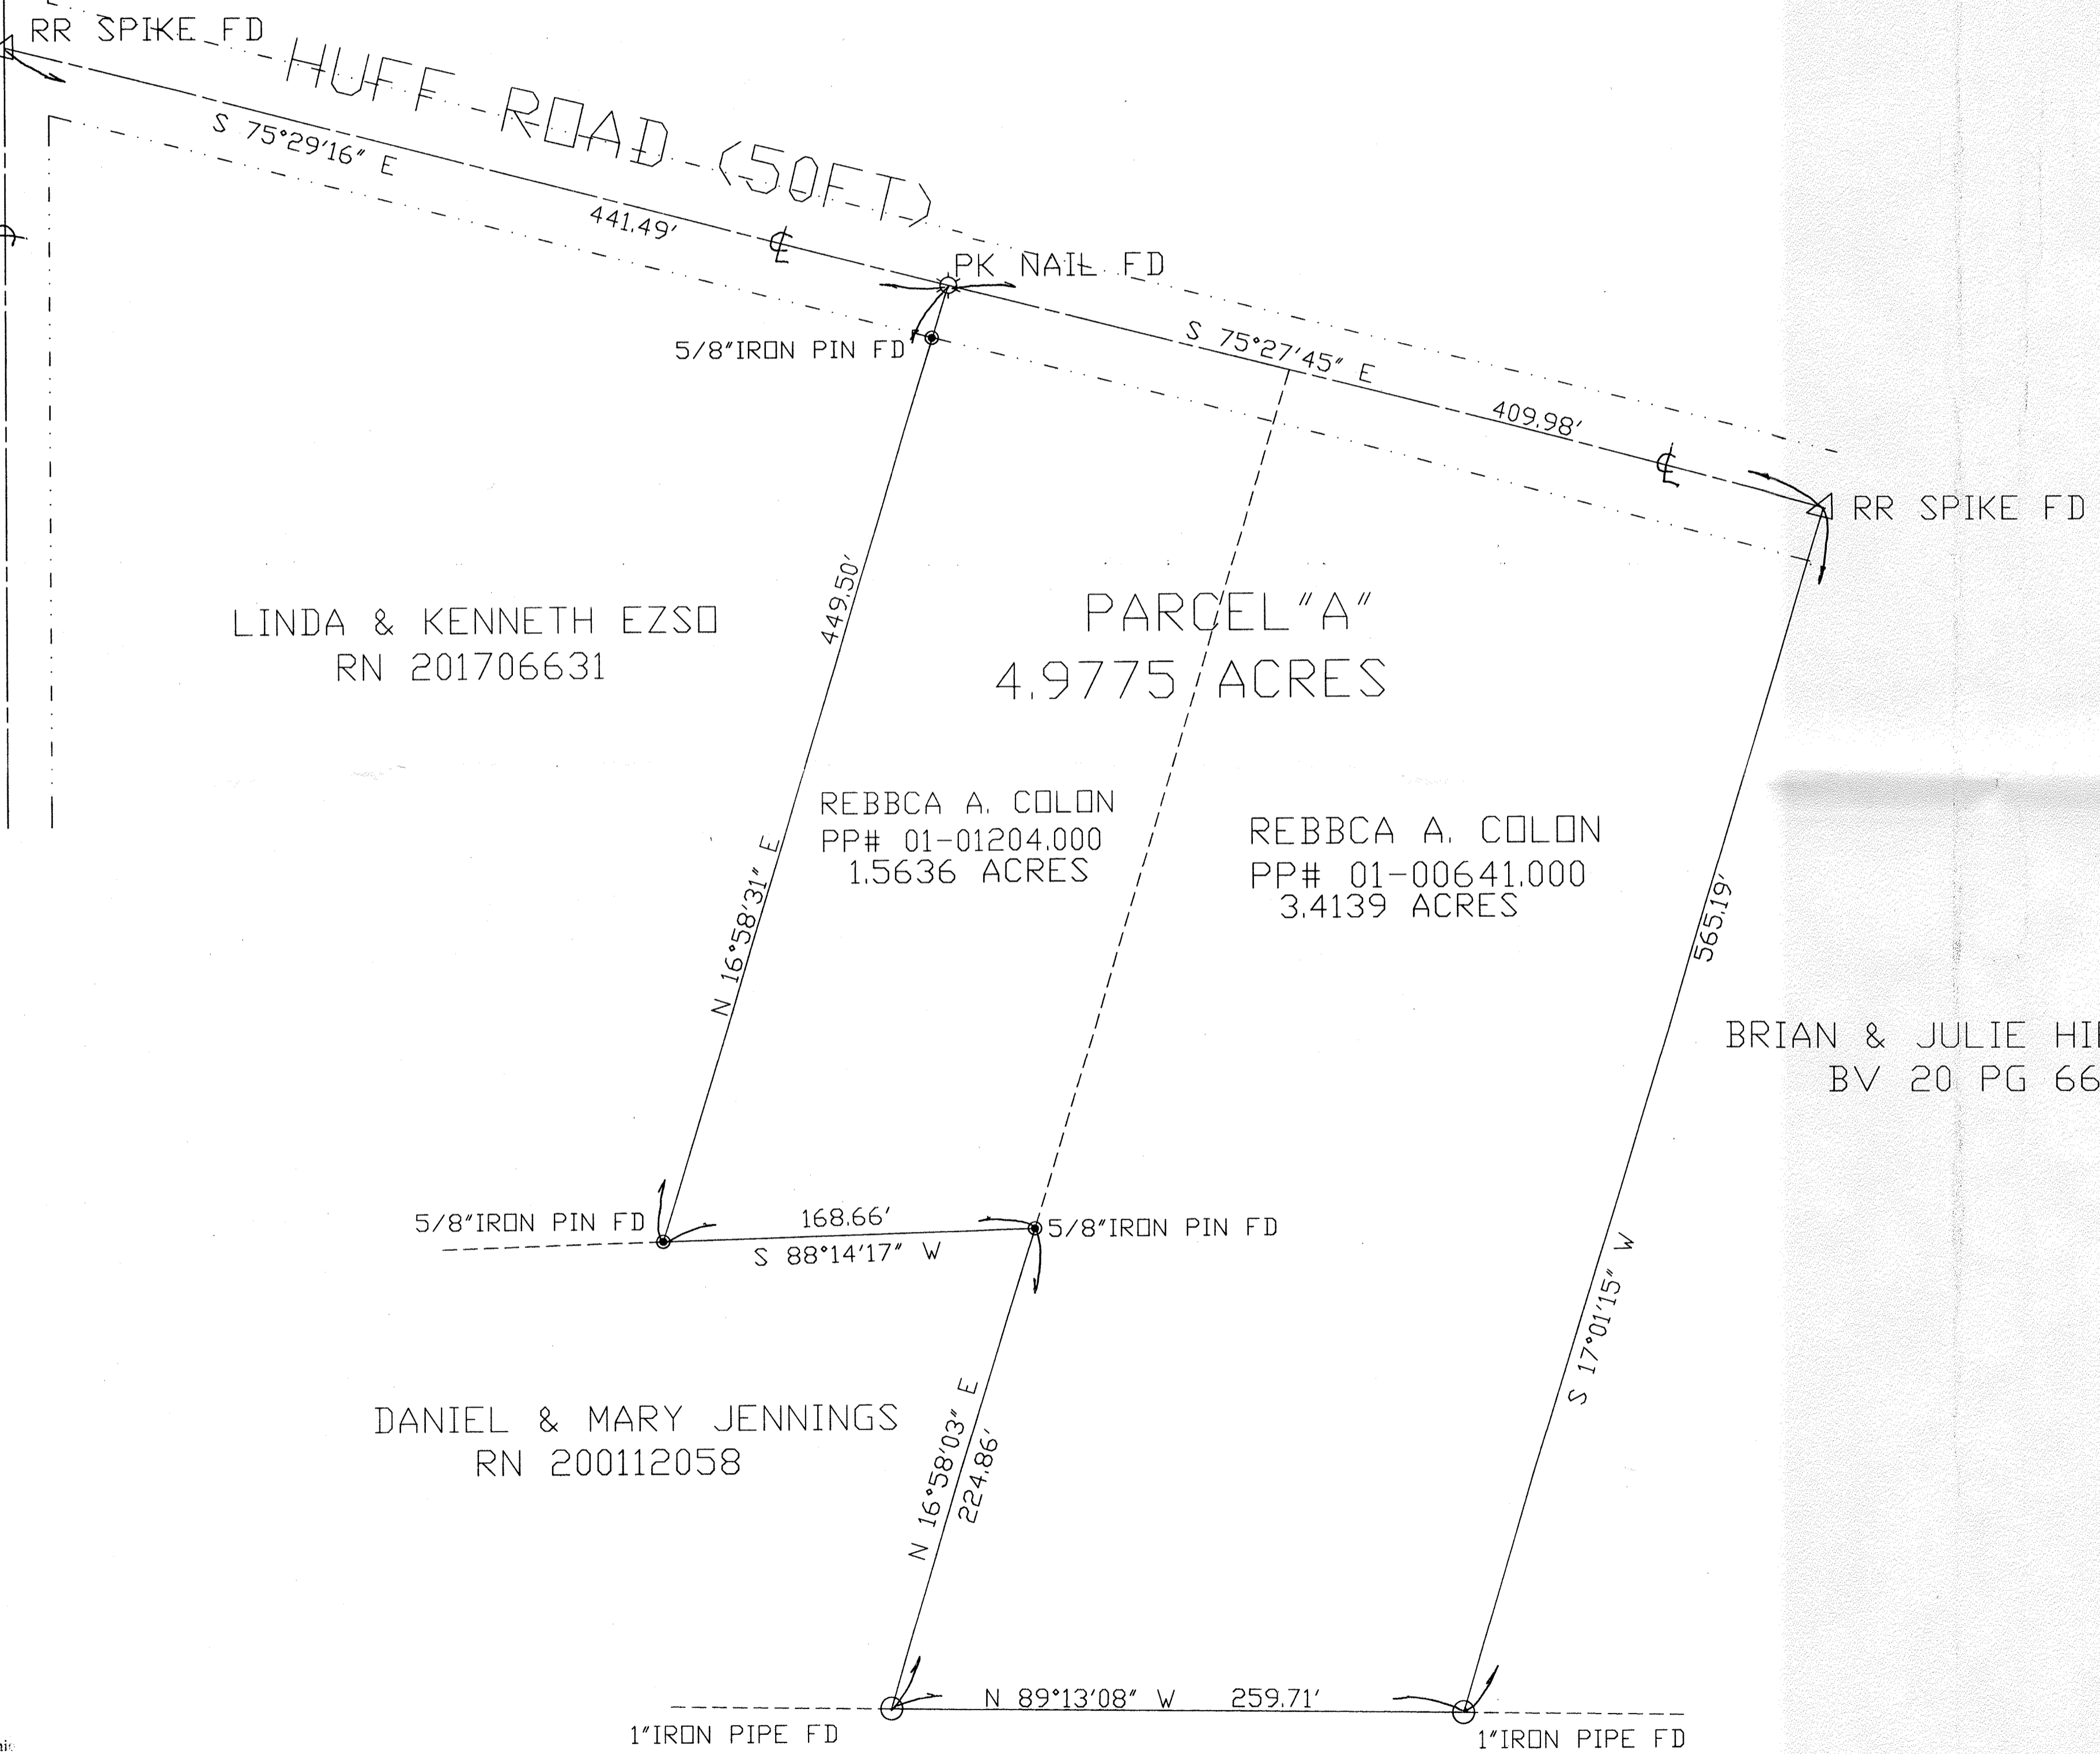 RR SPIKE FD
HUFF ROAD (50FT)
S 75°29'16" E
441.49'
℄
PK NAIL FD
5/8"IRON PIN FD
S 75°27'45" E
409.98'
℄
RR SPIKE FD
449.50'
LINDA & KENNETH EZSO
RN 201706631
PARCEL"A"
4.9775 ACRES
REBBCA A. COLON
PP# 01-01204.000
1.5636 ACRES
REBBCA A. COLON
PP# 01-00641.000
3.4139 ACRES
N 16°58'31" E
565.19'
BRIAN & JULIE
BV 20 PG 66
5/8"IRON PIN FD
168.66'
S 88°14'17" W
5/8"IRON PIN FD
S 17°01'15" W
DANIEL & MARY JENNINGS
RN 200112058
N 16°58'03" E
224.86'
N 89°13'08" W 259.71'
1"IRON PIPE FD
1"IRON PIPE FD